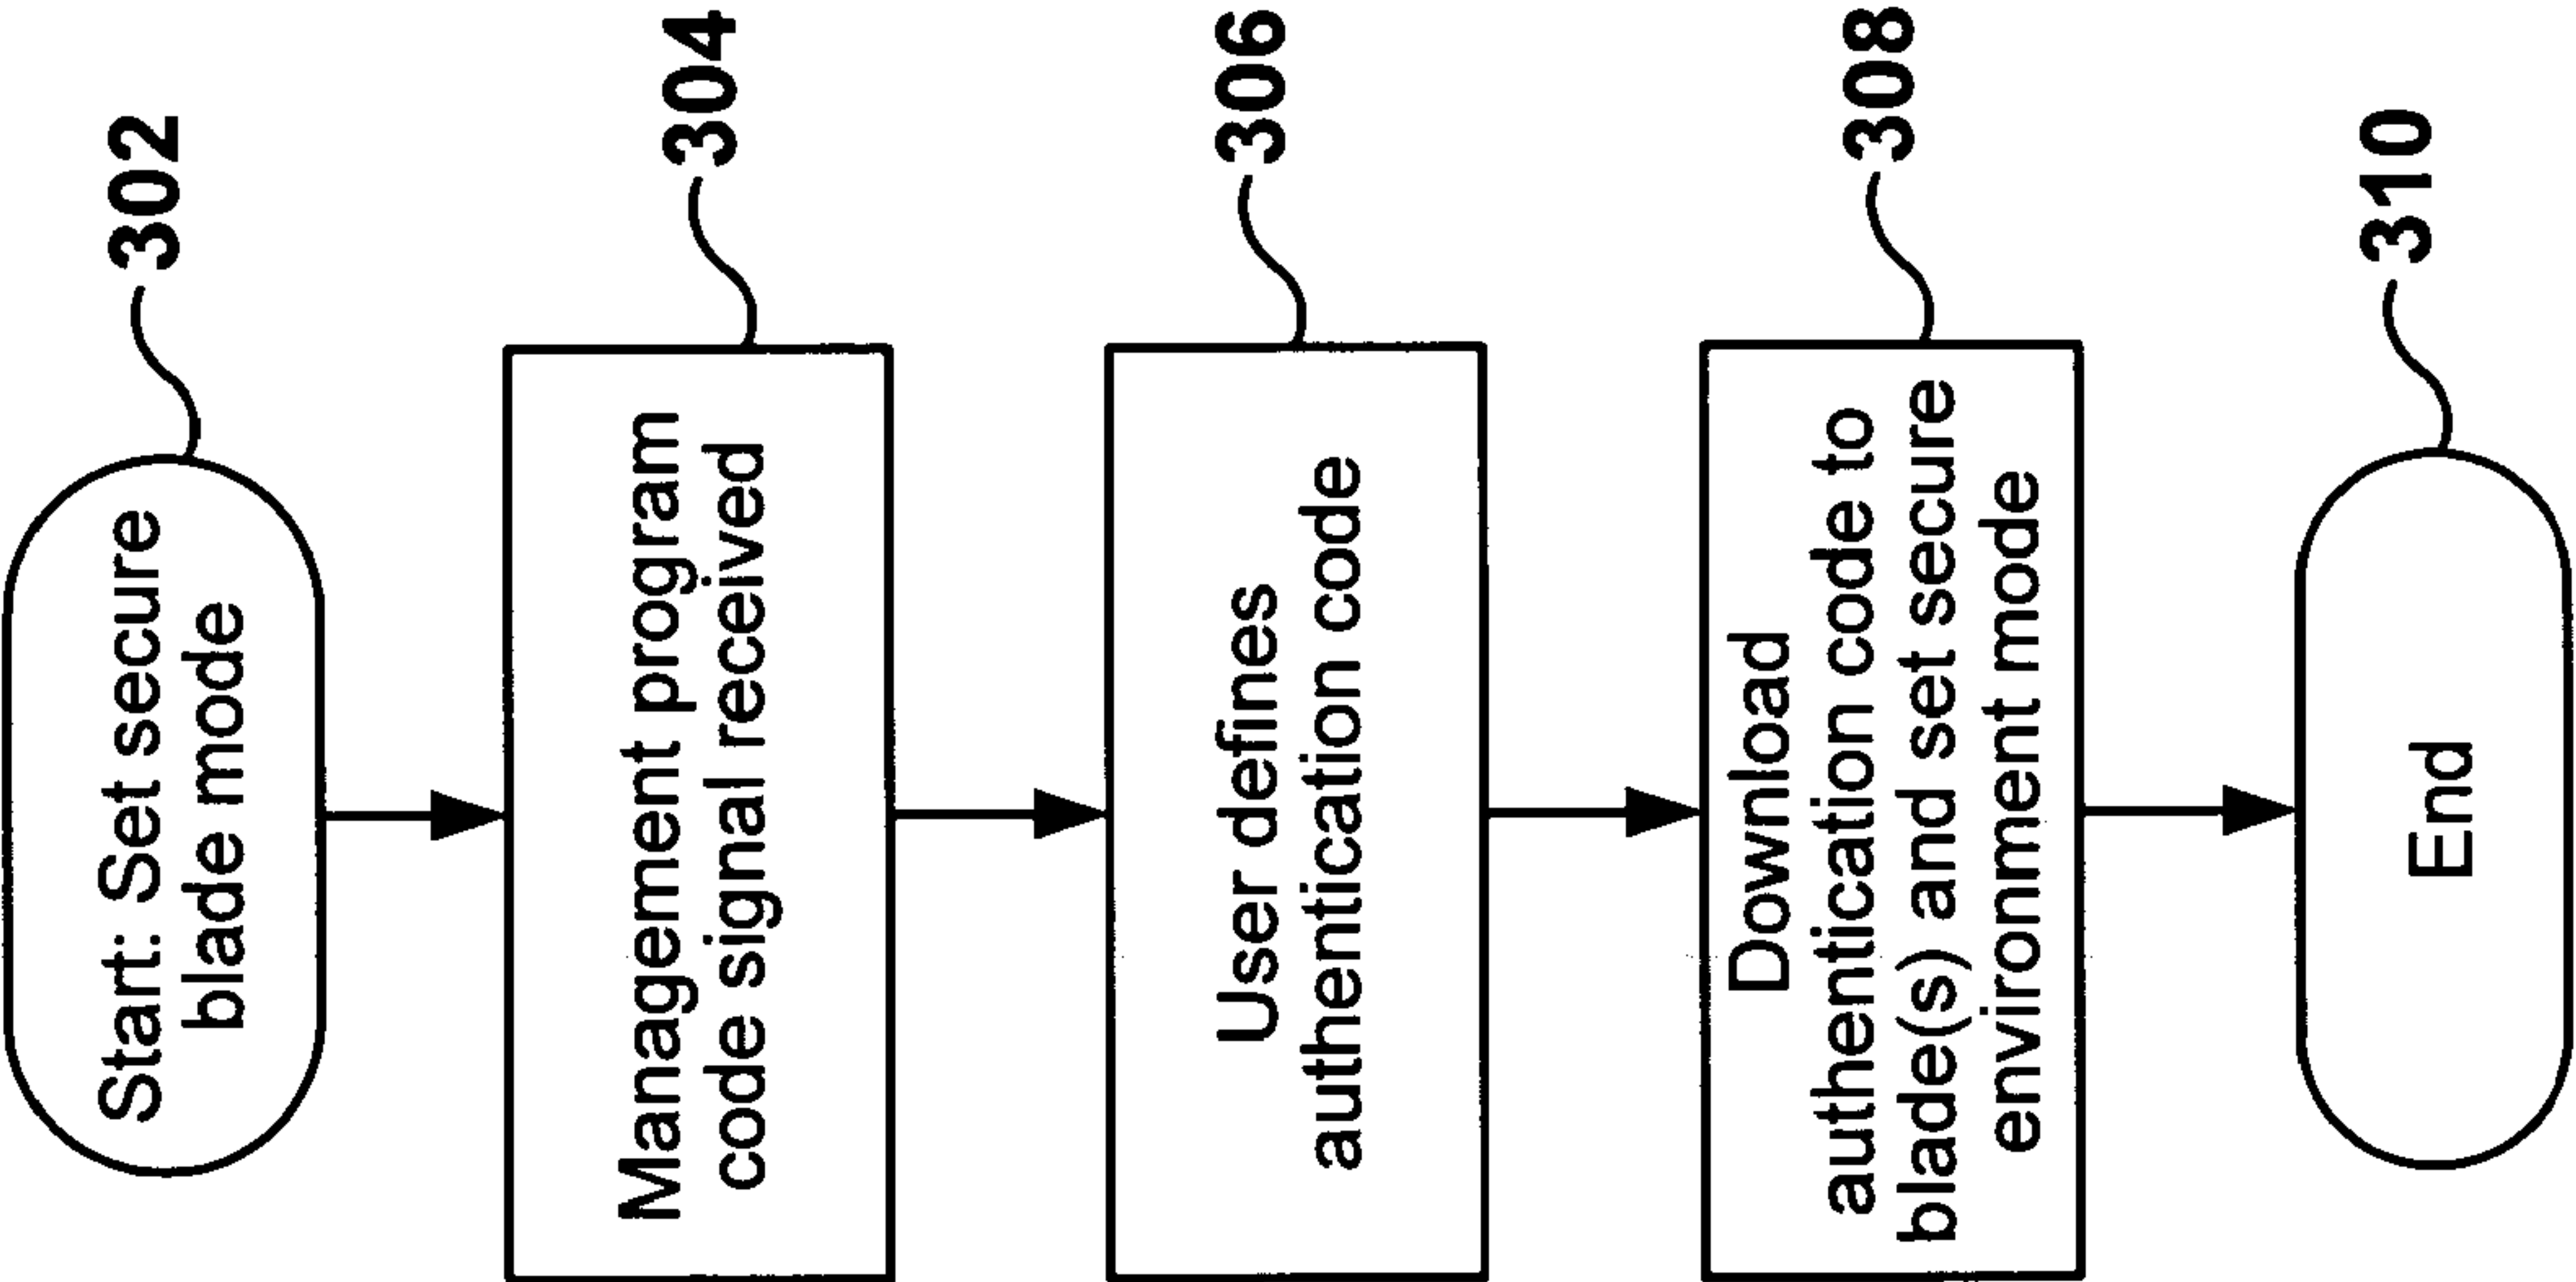 302
Start: Set secure
blade mode
304
Management program
code signal received
306
User defines
authentication code
308
Download
authentication code to
blade(s) and set secure
environment mode
310
End